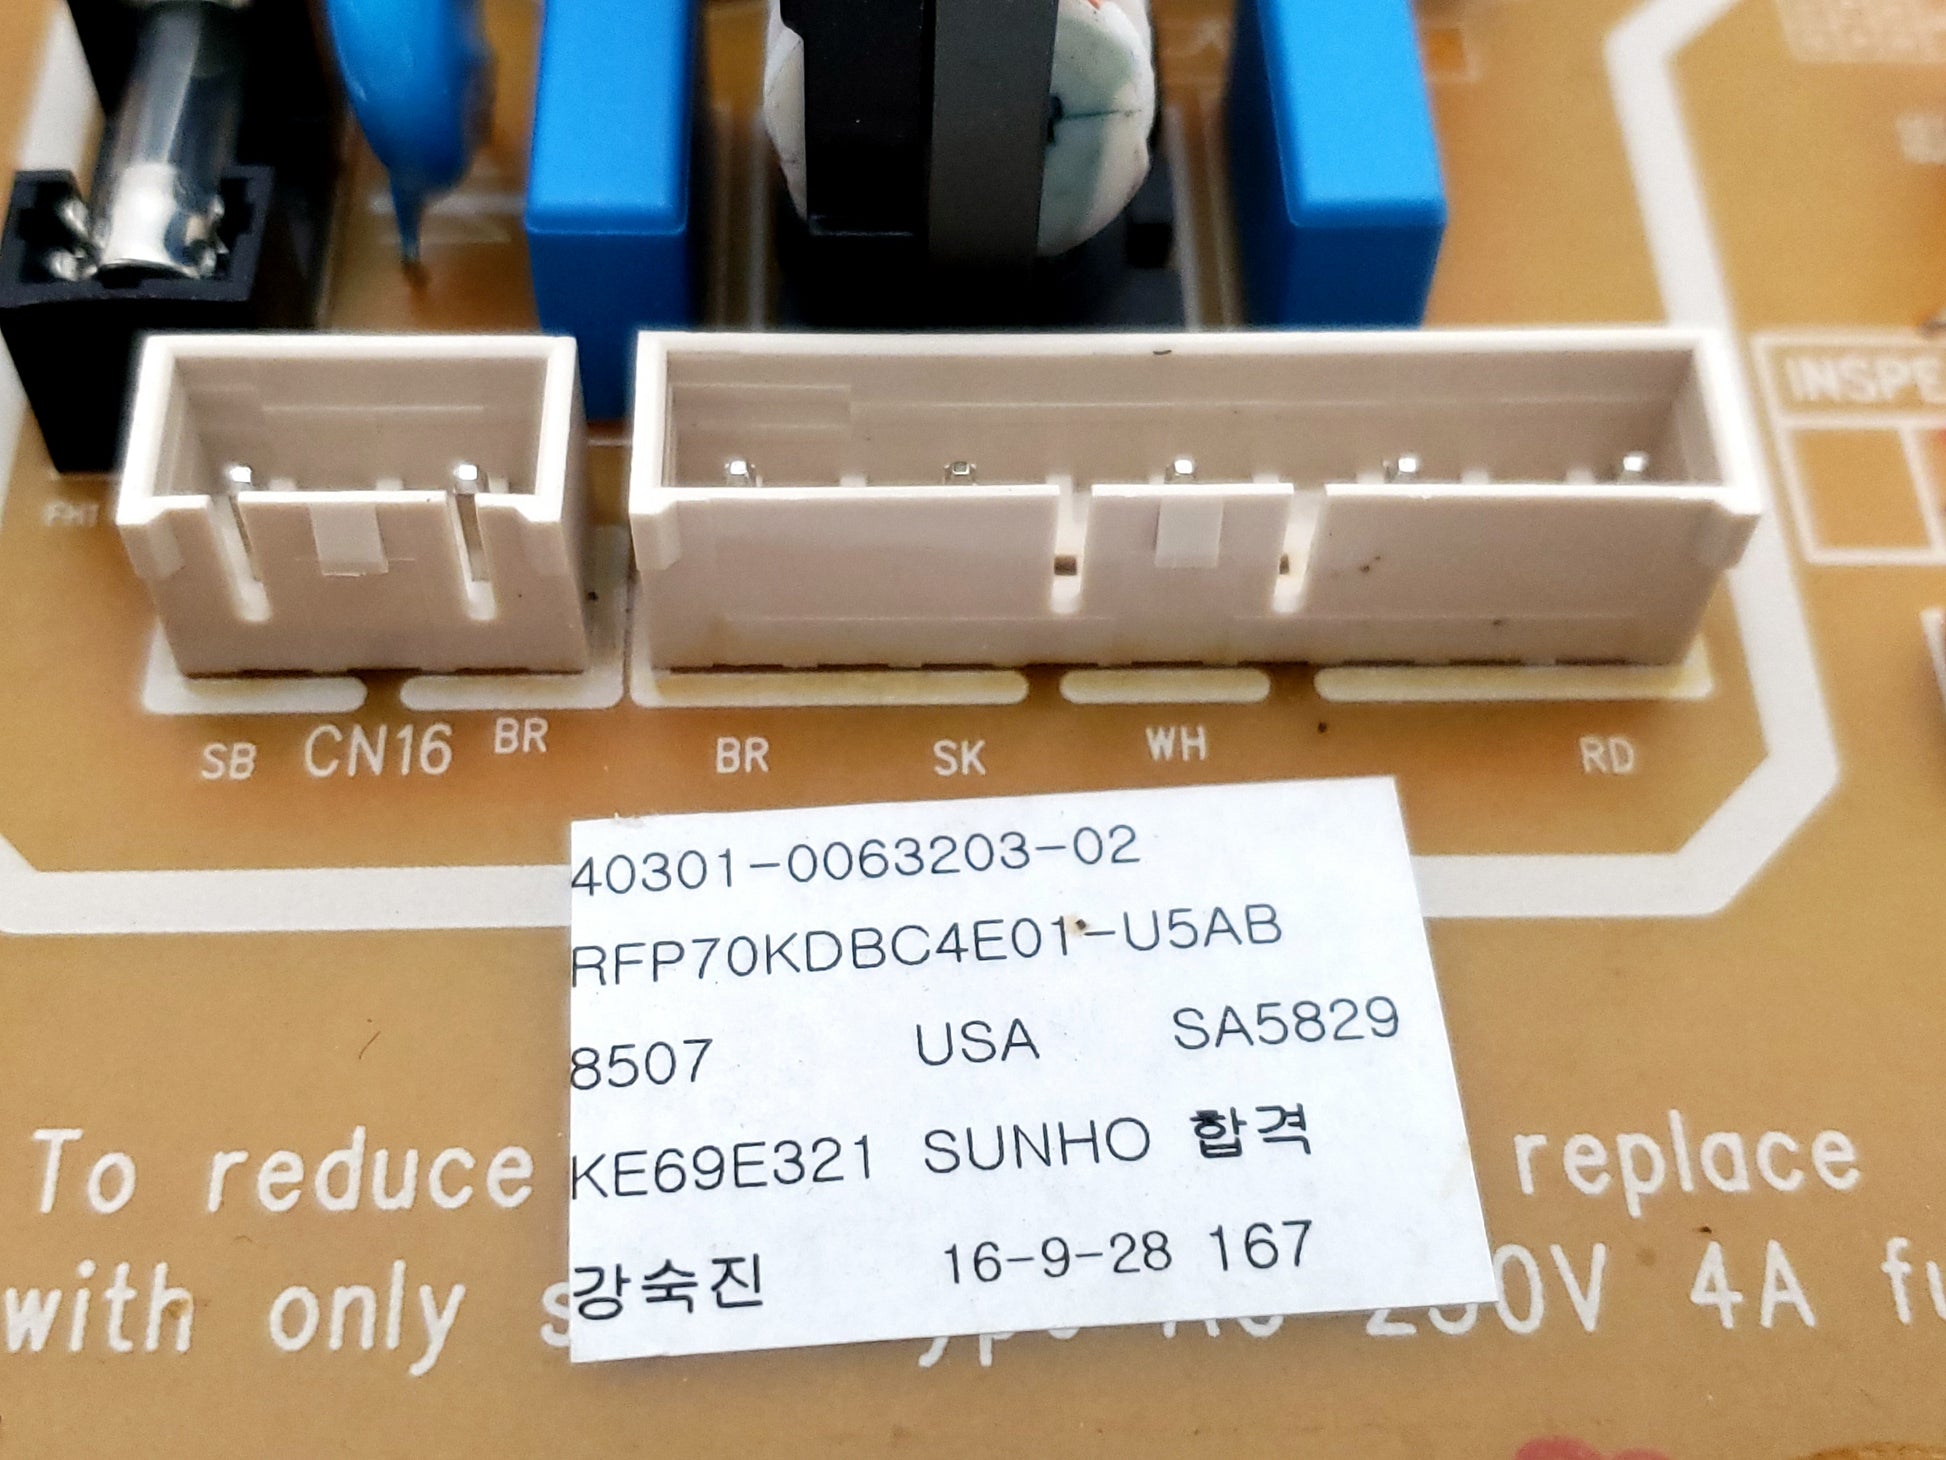 FH1
INSPE
SB CN16 BR BR SK WH RD
40301-0063203-02
RFP70KDBC4E01-U5AB
8507 USA SA5829
KE69E321 SUNHO 합격
강숙진 16-9-28 167
To reduce replace
with only 4A